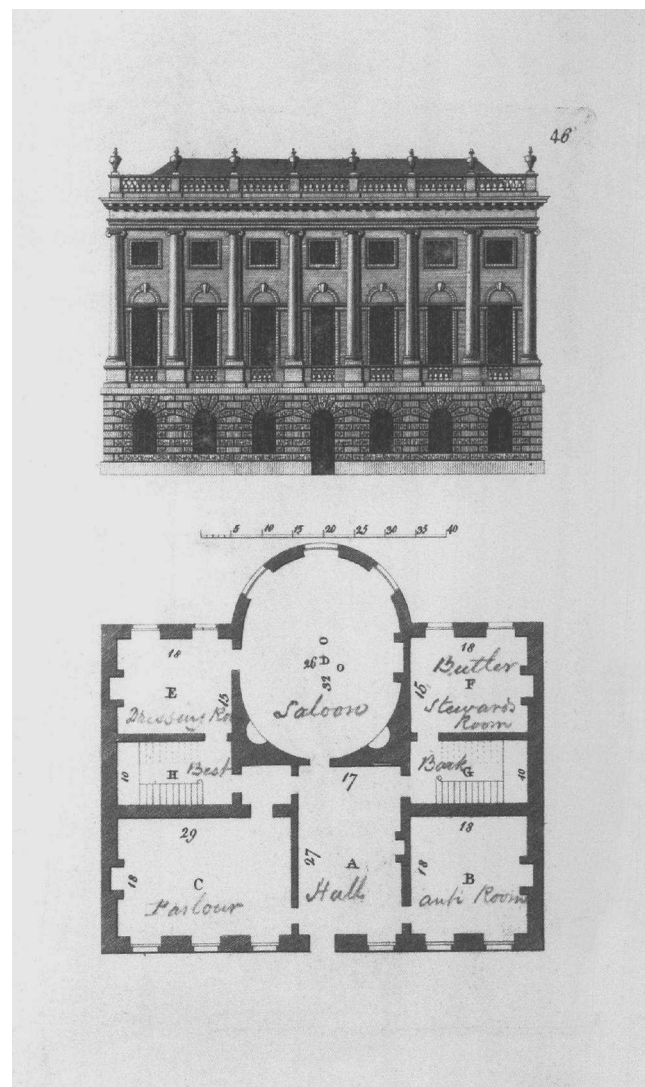 46
5 10 15 20 25 30 35 40
18
O
26 D O
32
Saloon
15
E
Dressing Roo
18
Butler
15
F
Stewards
Room
10
H
Best
17
Back
G
10
29
18
C
Parlour
27
A
Hall
18
18
B
anti Room